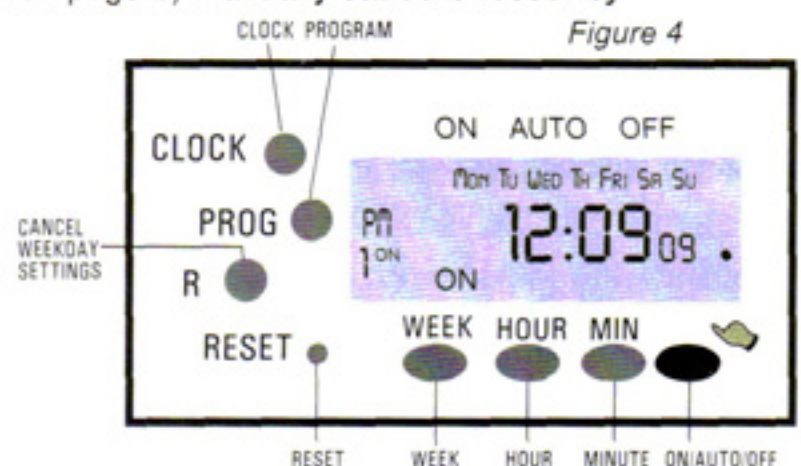 CLOCK PROGRAM
Figure 4
CLOCK
ON AUTO OFF
MON TU WED TH FRI SA SU
PROG
PM
12:09 09
CANCEL
WEEKDAY
SETTINGS
1 ON
ON
R
WEEK HOUR MIN
RESET
RESET WEEK HOUR MINUTE ON/AUTO/OFF